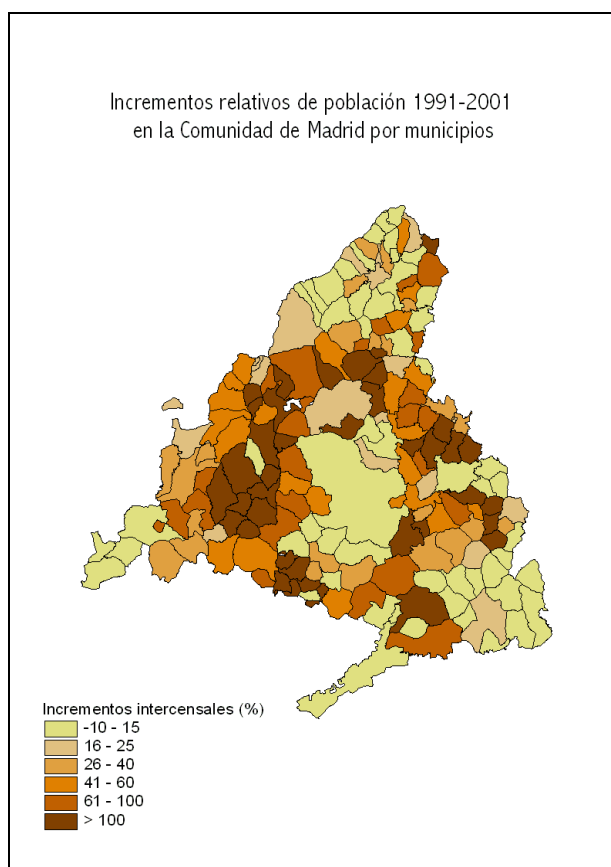 Incrementos relativos de población 1991-2001
en la Comunidad de Madrid por municipios
Incrementos intercensales (%)
-10 - 15
16 - 25
26 - 40
41 - 60
61 - 100
> 100